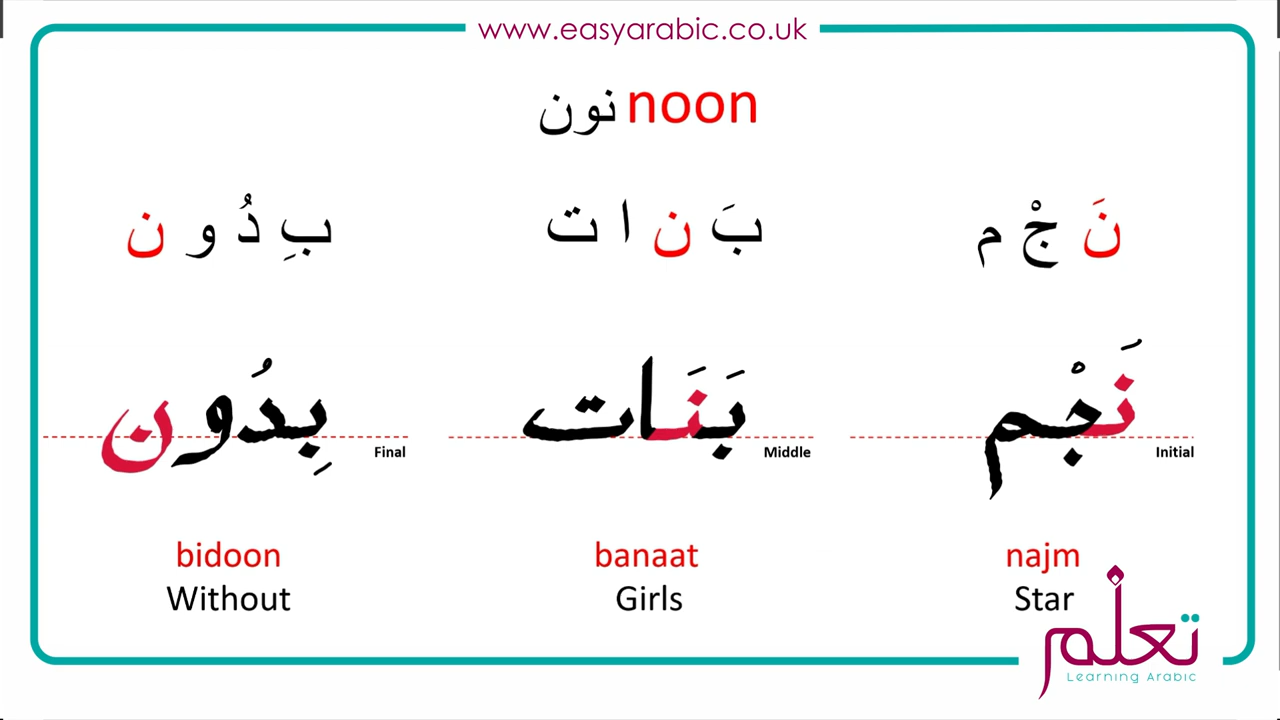 www.easyarabic.co.uk
نون noon
نَ جْ م
بَ ن ا ت
بِ دُ و ن
نَجْم
بَنَات
بِدُون
Initial
Middle
Final
najm
banaat
bidoon
Star
Girls
Without
تعلم
Learning Arabic